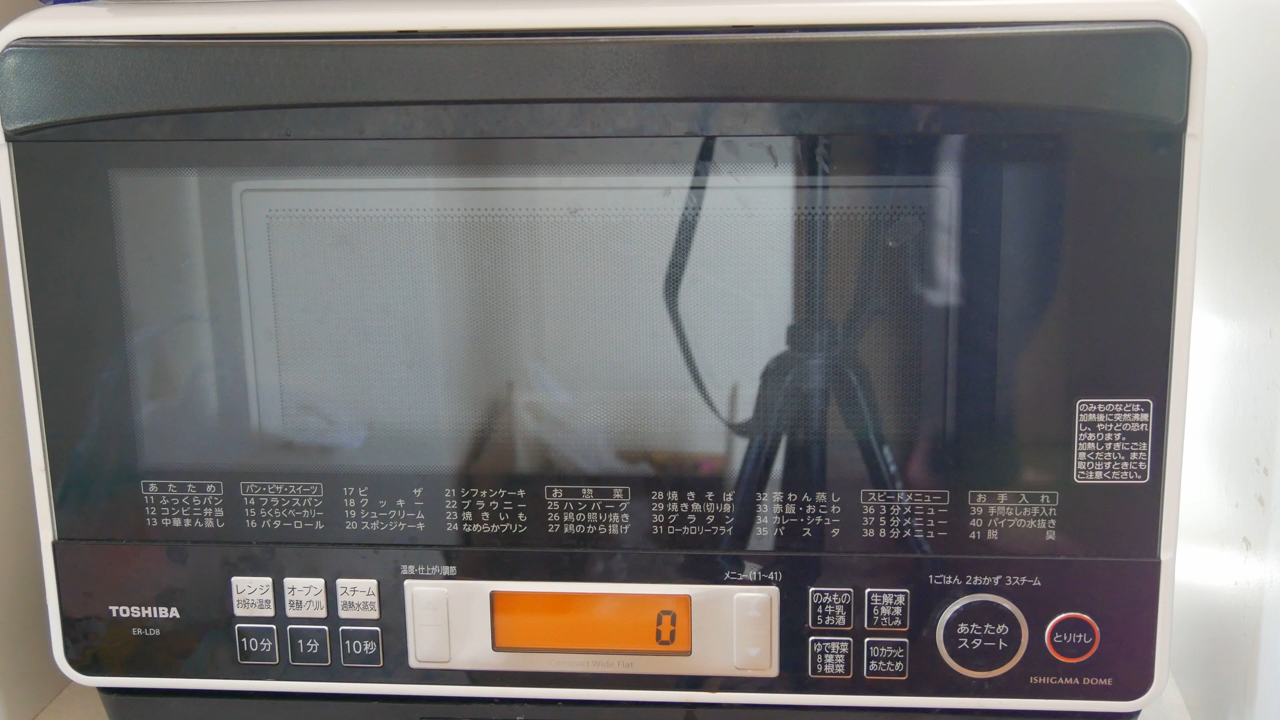 のみものなどは、
加熱後に突然沸騰
し、やけどの恐れ
があります。
加熱しすぎにご注
意ください。また
取り出すときにも
ご注意ください。
あたため
11 ふっくらパン
12 コンビニ弁当
13 中華まん蒸し
パン・ピザ・スイーツ
14 フランスパン
15 らくらくベーカリー
16 バターロール
17 ピザ
18 クッキー
19 シュークリーム
20 スポンジケーキ
21 シフォンケーキ
22 ブラウニー
23 焼きいも
24 なめらかプリン
お惣菜
25 ハンバーグ
26 鶏の照り焼き
27 鶏のから揚げ
28 焼きそば
29 焼き魚(切り身)
30 グラタン
31 ローカロリーフライ
32 茶わん蒸し
33 赤飯・おこわ
34 カレー・シチュー
35 パスタ
スピードメニュー
36 3分メニュー
37 5分メニュー
38 8分メニュー
お手入れ
39 手間なしお手入れ
40 パイプの水抜き
41 脱臭
TOSHIBA
ER-LD8
レンジ
お好み温度
オーブン
発酵・グリル
スチーム
過熱水蒸気
10分
1分
10秒
温度・仕上がり調節
メニュー(11~41)
0
Compact Wide Flat
のみもの
4 牛乳
5 お酒
生解凍
6 解凍
7 さしみ
ゆで野菜
8 葉菜
9 根菜
10カラッと
あたため
1ごはん 2おかず 3スチーム
あたため
スタート
とりけし
ISHIGAMA DOME